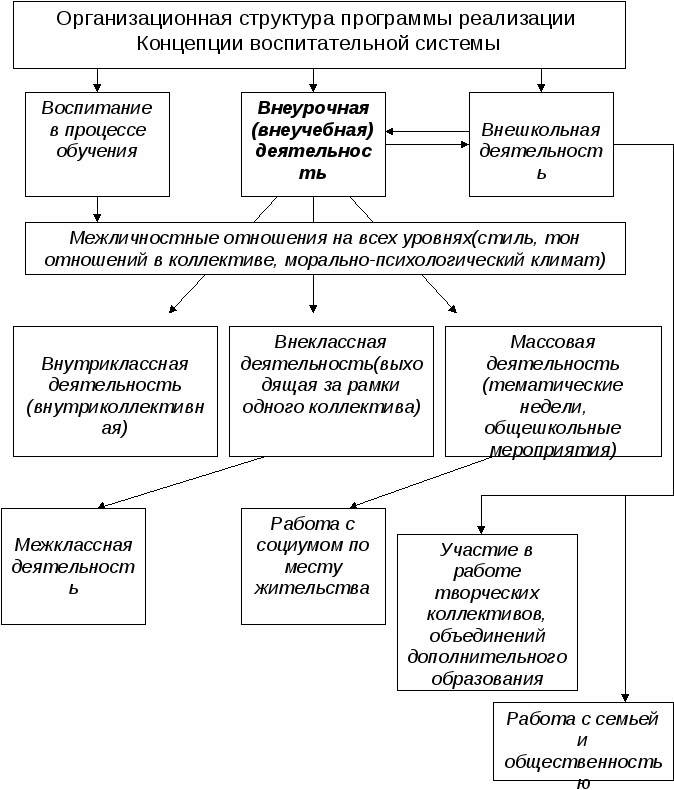 Организационная структура программы реализации
Концепции воспитательной системы
Воспитание
в процессе
обучения
Внеурочная
(внеучебная)
деятельнос
ть
Внешкольная
деятельност
ь
Межличностные отношения на всех уровнях(стиль, тон
отношений в коллективе, морально-психологический климат)
Внутриклассная
деятельность
(внутриколлективн
ая)
Внеклассная
деятельность(выхо
дящая за рамки
одного коллектива)
Массовая
деятельность
(тематические
недели,
общешкольные
мероприятия)
Межклассная
деятельност
ь
Работа с
социумом по
месту
жительства
Участие в
работе
творческих
коллективов,
объединений
дополнительного
образования
Работа с семьей
и
общественность
ю